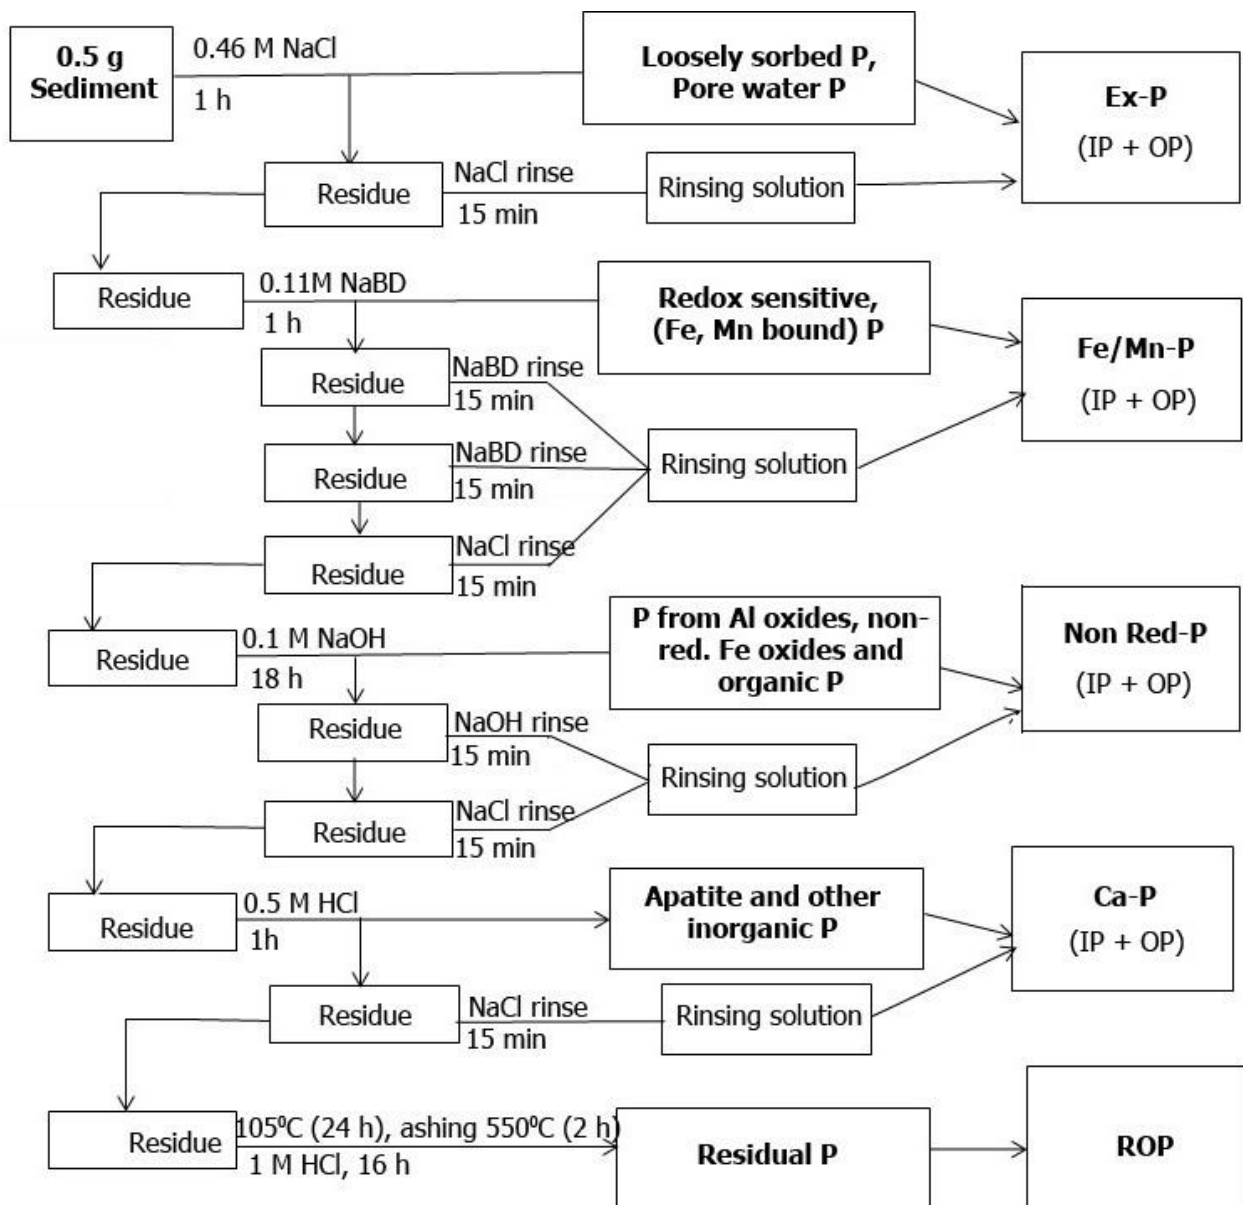 0.5 g
Sediment
0.46 M NaCl
1 h
Loosely sorbed P,
Pore water P
Ex-P
(IP + OP)
Residue
NaCl rinse
15 min
Rinsing solution
Residue
0.11M NaBD
1 h
Redox sensitive,
(Fe, Mn bound) P
Fe/Mn-P
(IP + OP)
Residue
NaBD rinse
15 min
Residue
NaBD rinse
15 min
Rinsing solution
Residue
NaCl rinse
15 min
Residue
0.1 M NaOH
18 h
P from Al oxides, non-
red. Fe oxides and
organic P
Non Red-P
(IP + OP)
Residue
NaOH rinse
15 min
Rinsing solution
Residue
NaCl rinse
15 min
Residue
0.5 M HCl
1h
Apatite and other
inorganic P
Ca-P
(IP + OP)
Residue
NaCl rinse
15 min
Rinsing solution
Residue
105⁰C (24 h), ashing 550⁰C (2 h)
1 M HCl, 16 h
Residual P
ROP